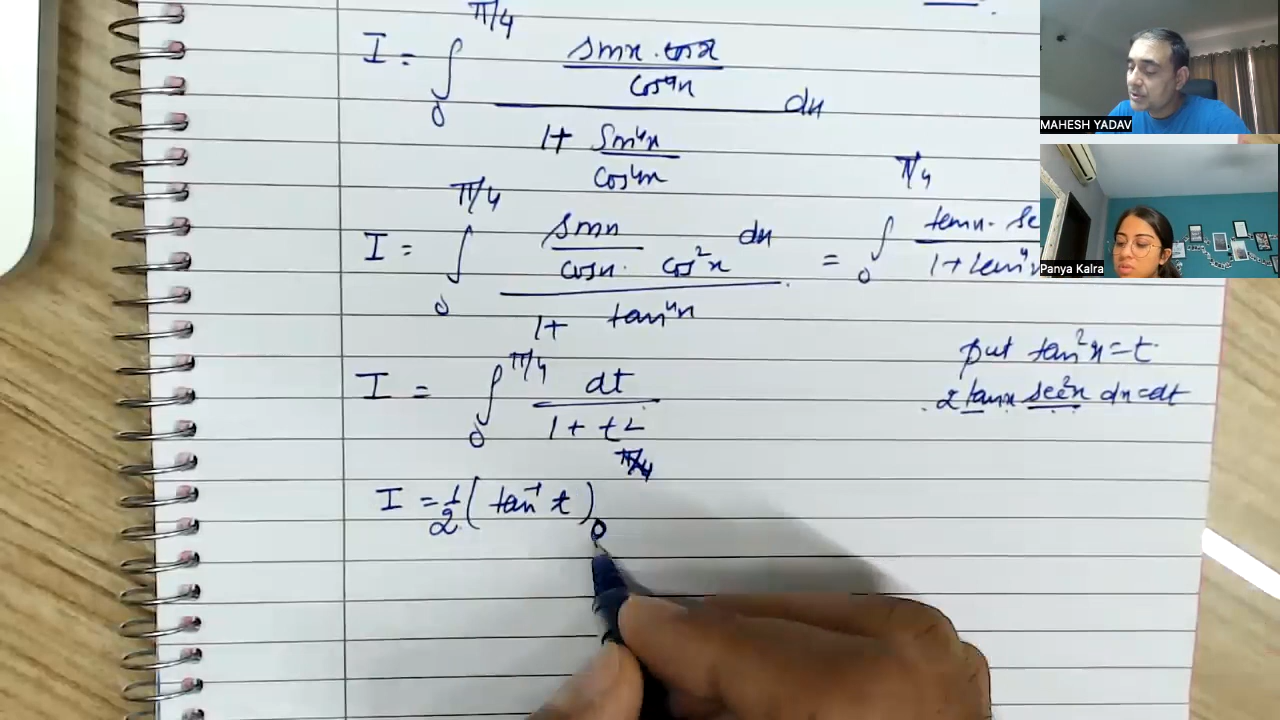 π/4
I = ∫ sinx · cosx / cos⁴x dx
0 1 + sin⁴x / cos⁴x
π/4 π/4
I = ∫ sinx / cosx · cos²x dx = ∫ tanx · se
0 1 + tan⁴x 0 1 + tan⁴x
put tan²x = t
2 tanx sec²x dx = dt
π/4
I = ∫ dt
0 1 + t²
I = 1/2 ( tan⁻¹ t )
0
MAHESH YADAV
Panya Kalra